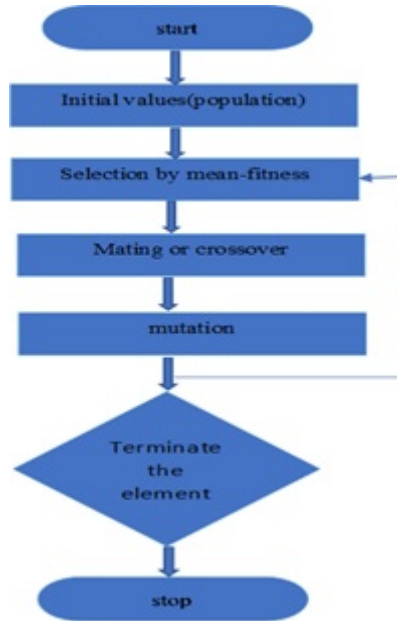 start
Initial values(population)
Selection by mean-fitness
Mating or crossover
mutation
Terminate
the
element
stop